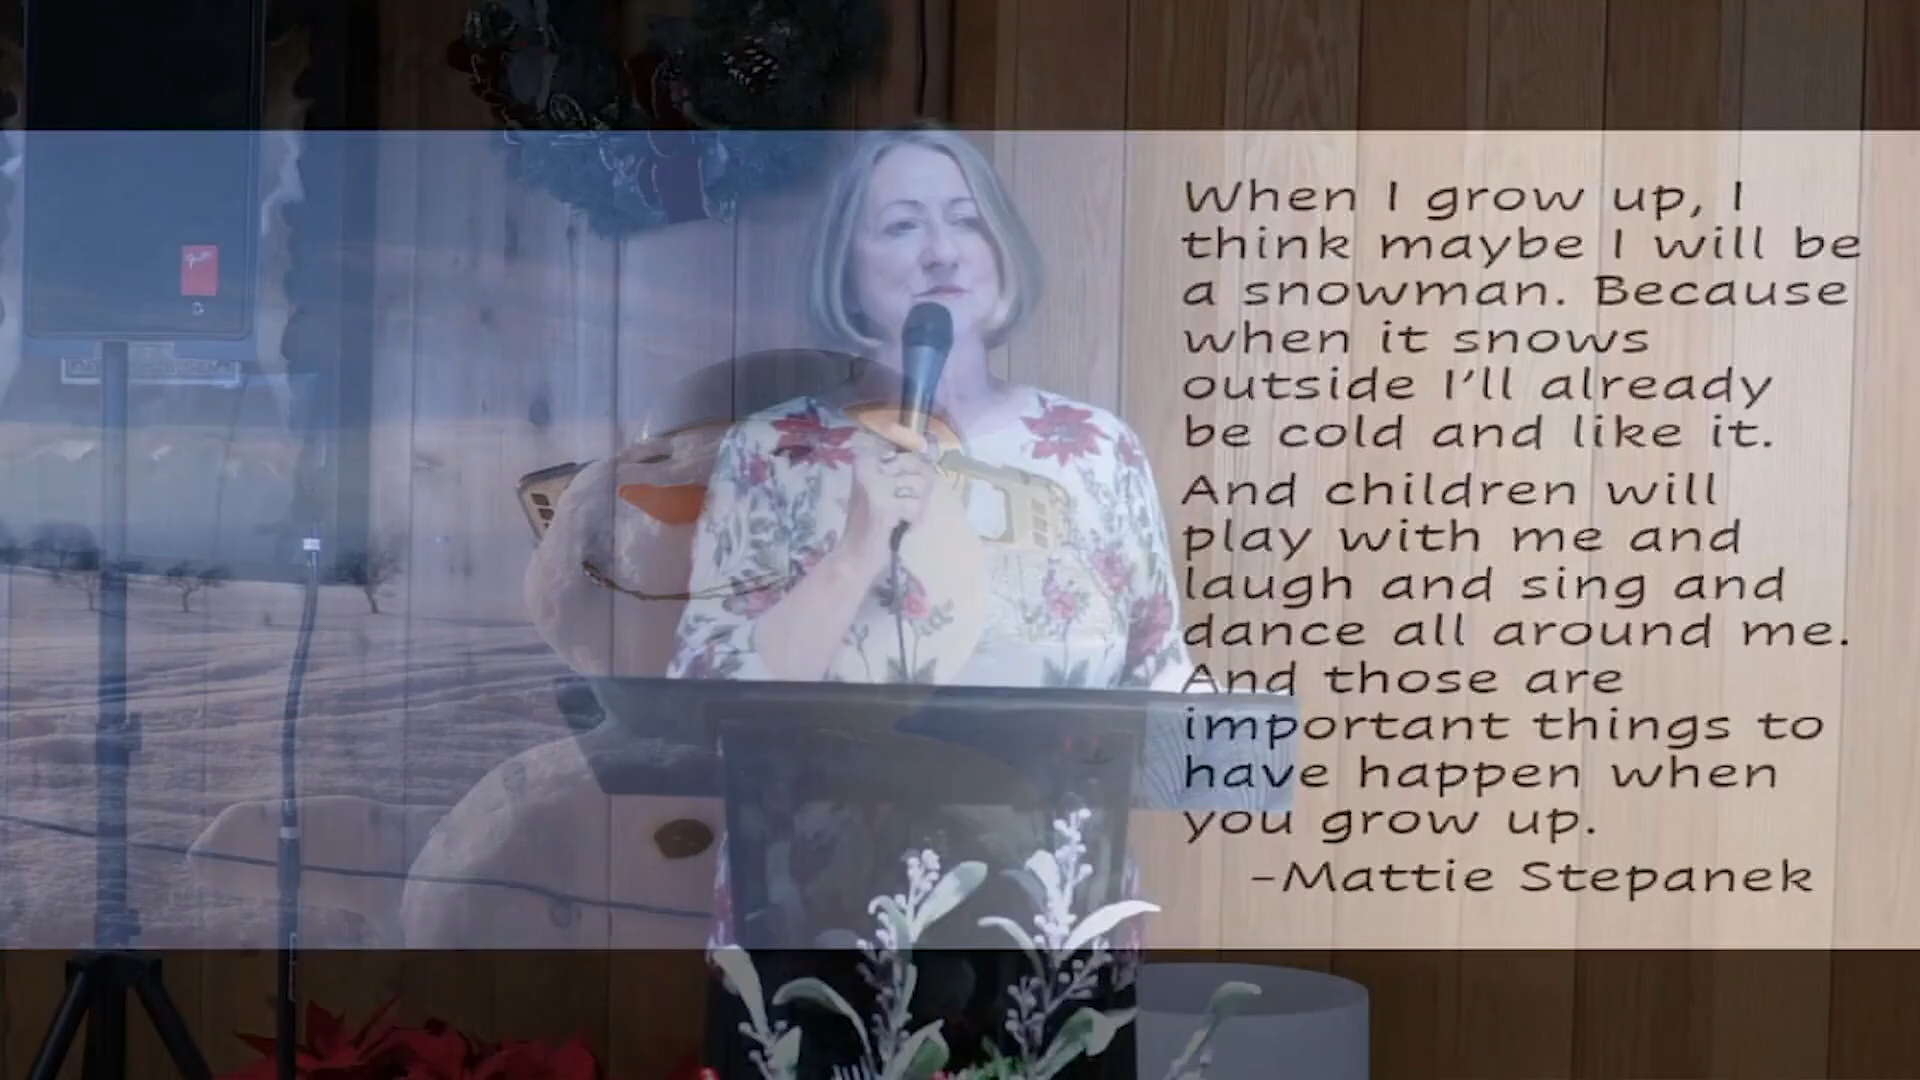 When I grow up, I
think maybe I will be
a snowman. Because
when it snows
outside I'll already
be cold and like it.
And children will
play with me and
laugh and sing and
dance all around me.
And those are
important things to
have happen when
you grow up.
-Mattie Stepanek